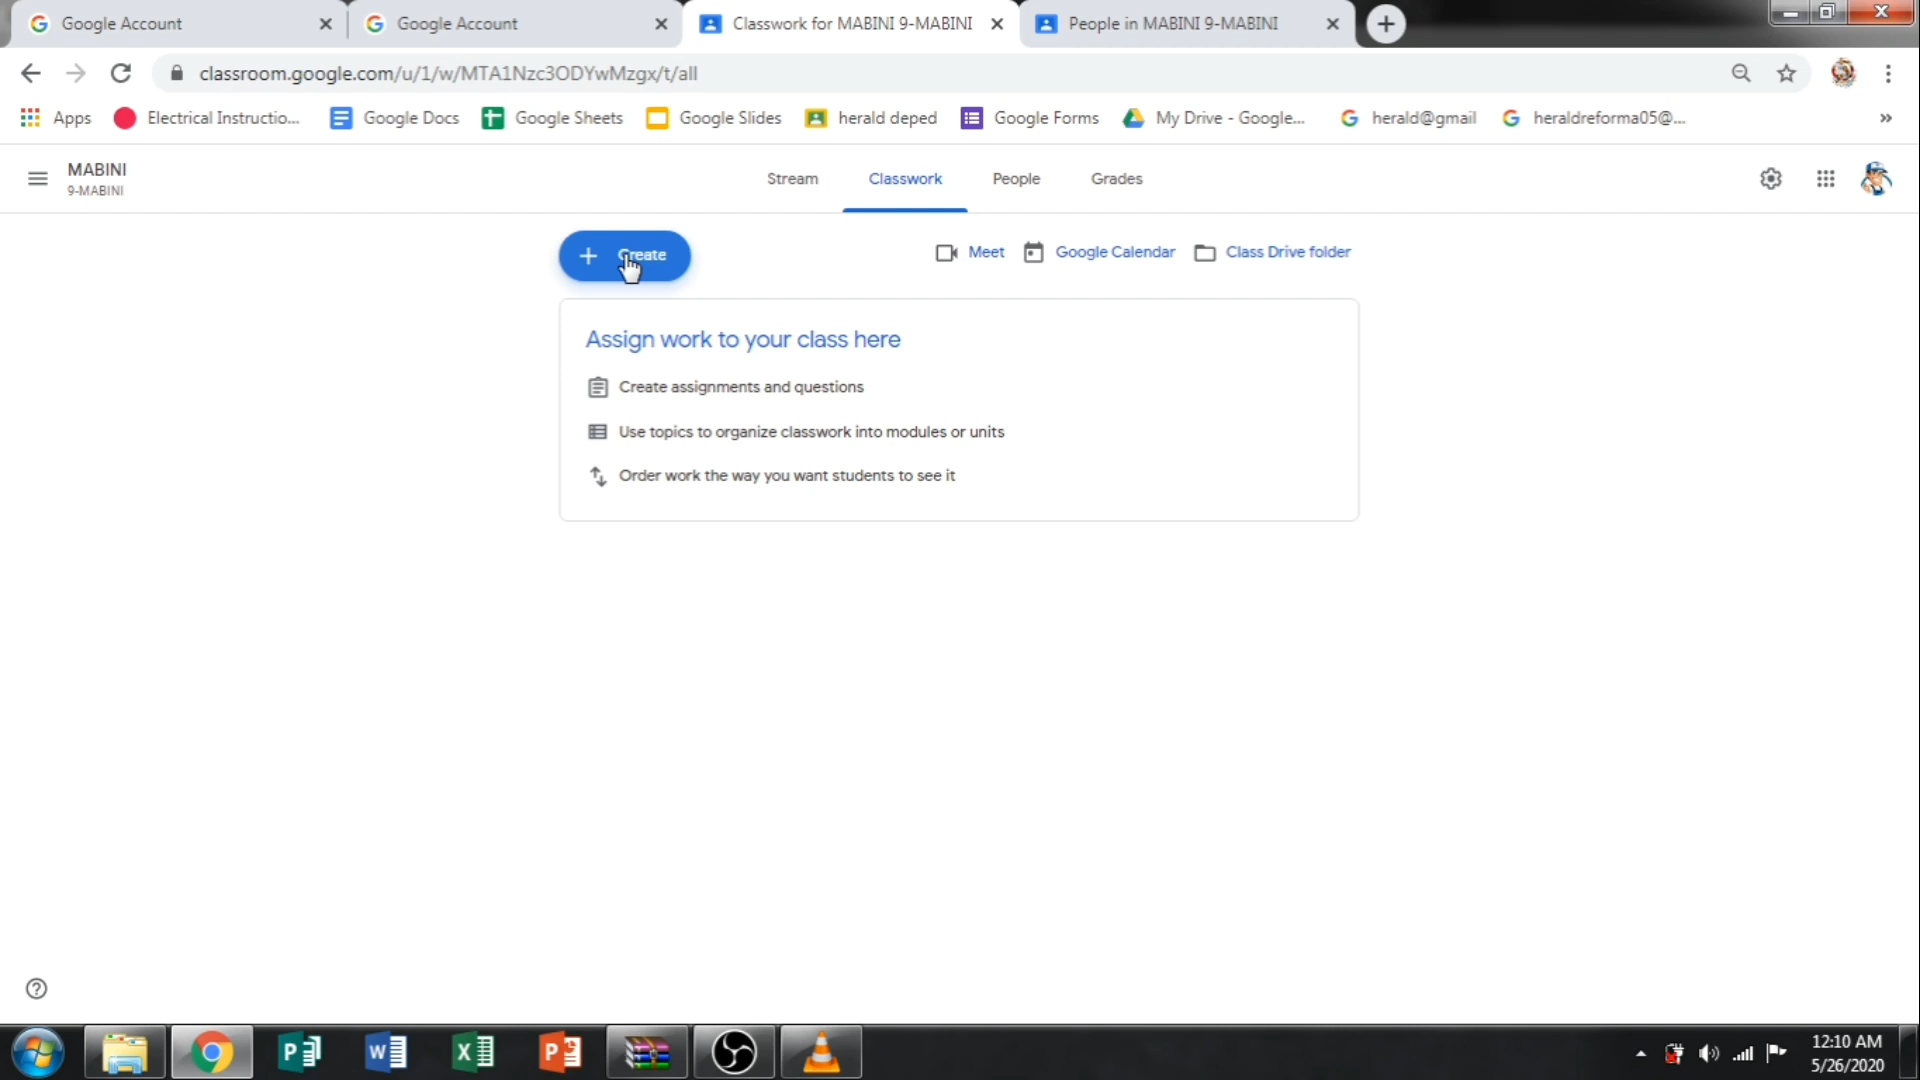 Google Account
Google Account
Classwork for MABINI 9-MABINI
People in MABINI 9-MABINI
classroom.google.com/u/1/w/MTA1Nzc3ODYwMzgx/t/all
Apps
Electrical Instructio...
Google Docs
Google Sheets
Google Slides
herald deped
Google Forms
My Drive - Google...
herald@gmail
heraldreforma05@...
»
MABINI
9-MABINI
Stream
Classwork
People
Grades
Create
Meet
Google Calendar
Class Drive folder
Assign work to your class here
Create assignments and questions
Use topics to organize classwork into modules or units
Order work the way you want students to see it
12:10 AM
5/26/2020